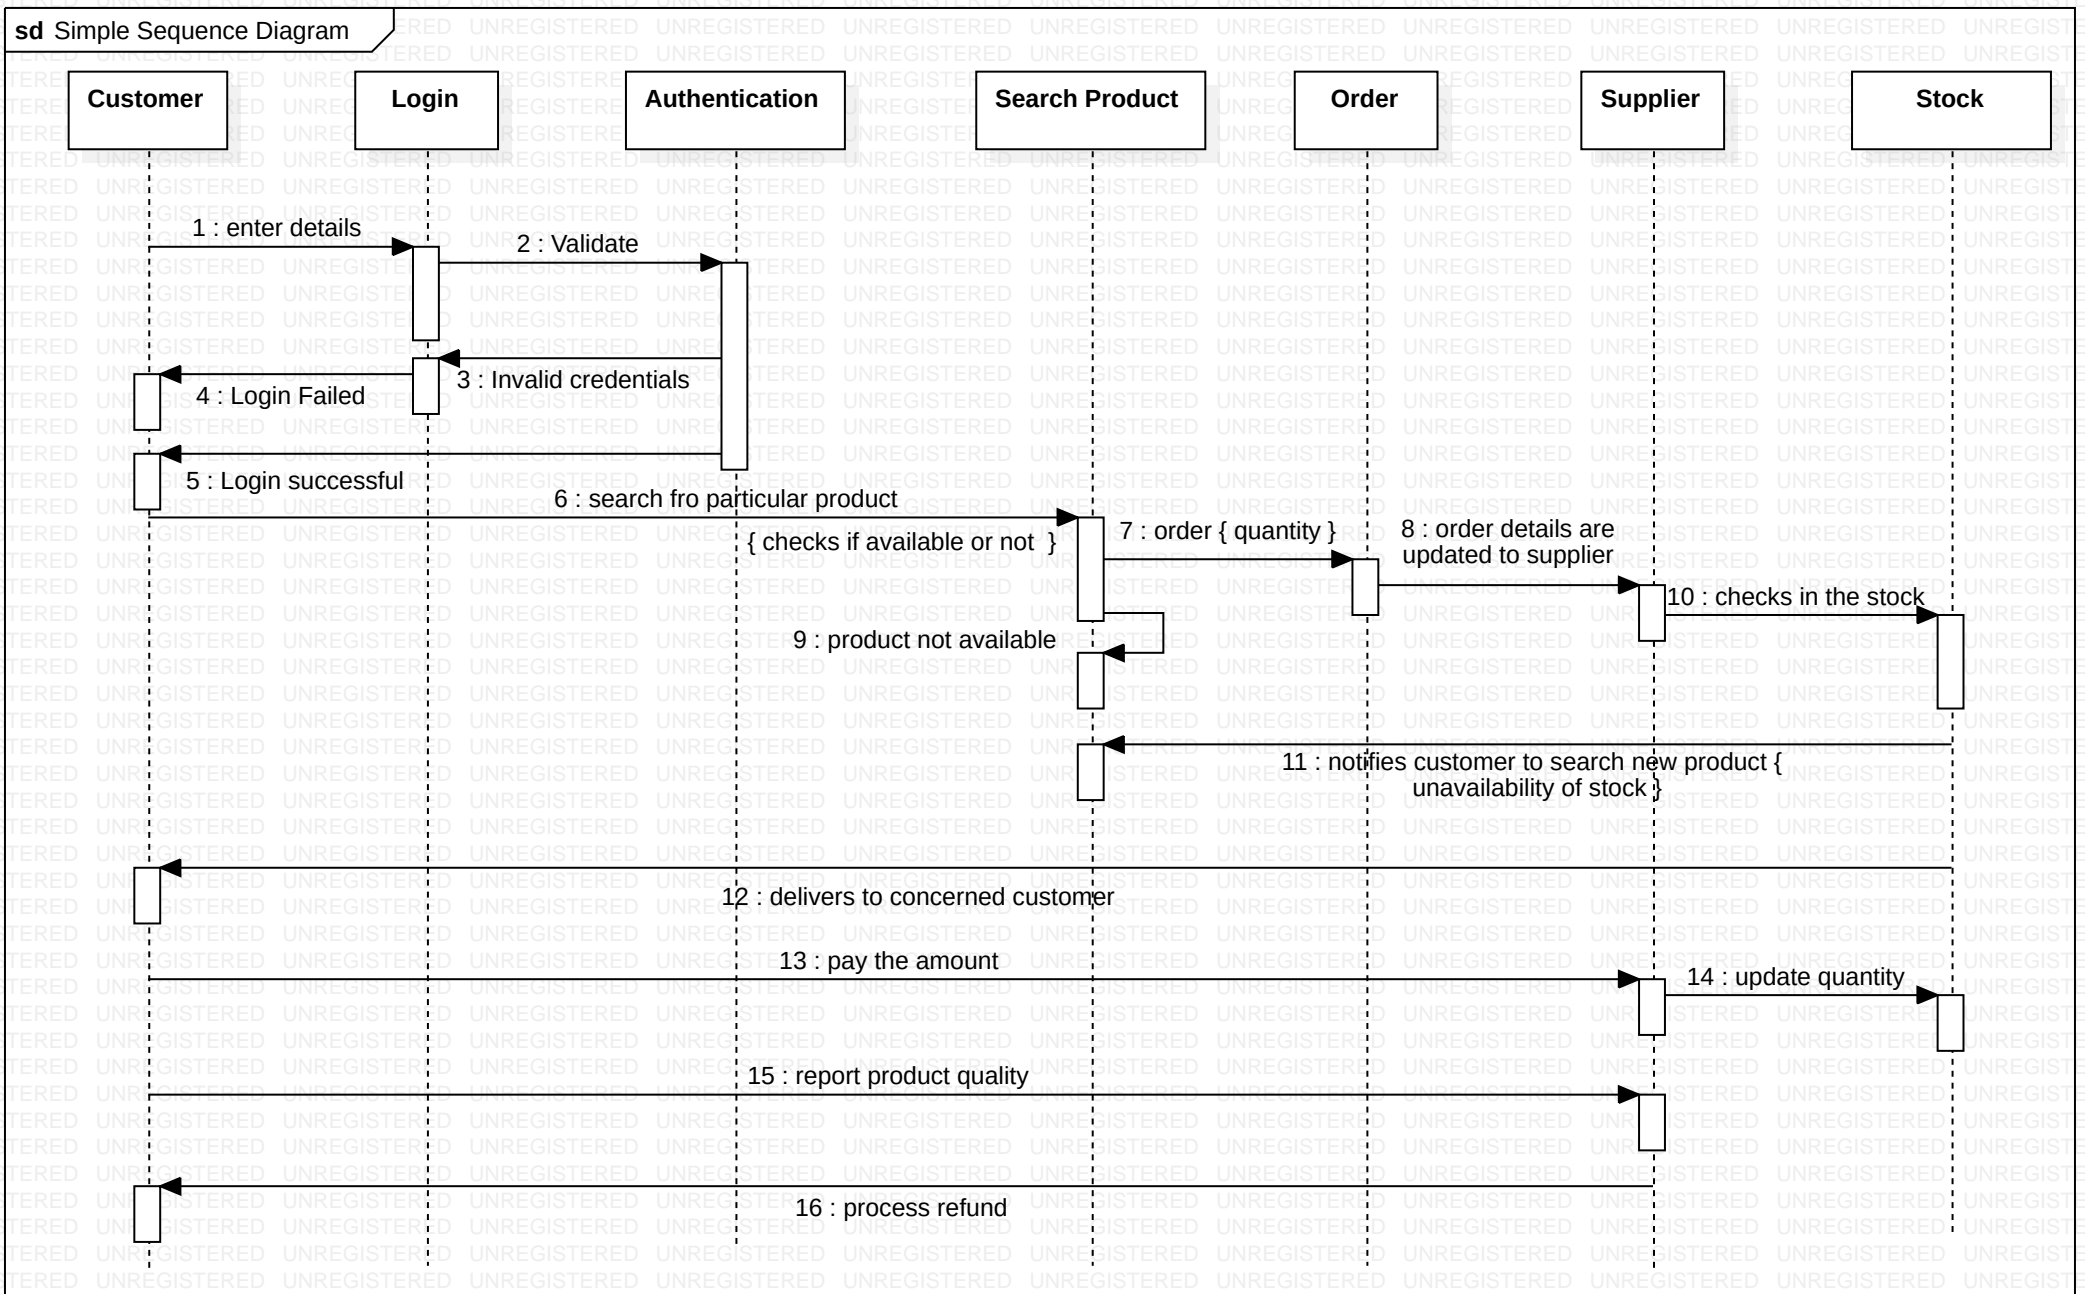 sd Simple Sequence Diagram
Customer
Login
Authentication
Search Product
Order
Supplier
Stock
1 : enter details
2 : Validate
3 : Invalid credentials
4 : Login Failed
5 : Login successful
6 : search fro particular product
{ checks if available or not }
7 : order { quantity }
8 : order details are
updated to supplier
10 : checks in the stock
9 : product not available
11 : notifies customer to search new product {
unavailability of stock }
12 : delivers to concerned customer
13 : pay the amount
14 : update quantity
15 : report product quality
16 : process refund
UNREGISTERED